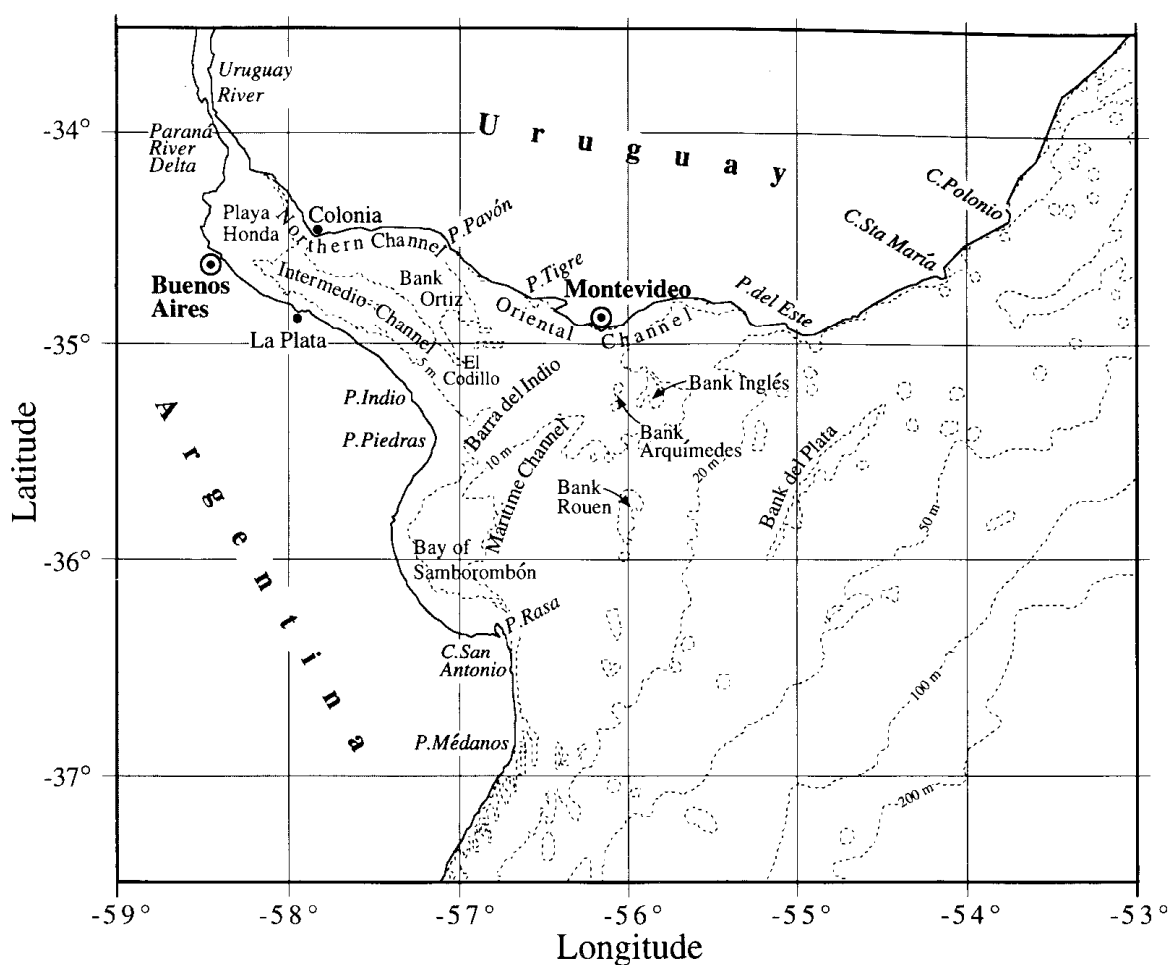 Uruguay
River
-34°
Paraná
River
Delta
Uruguay
C.Polonio
Playa
Honda
Colonia
Northern Channel
P.Pavón
C.Sta María
Buenos
Aires
Intermedio Channel
Bank
Ortiz
P.Tigre
Montevideo
P.del Este
Oriental Channel
La Plata
-35°
5 m
El
Codillo
Bank Inglés
P.Indio
Barra del Indio
P.Piedras
Bank
Arquímedes
10 m
Maritime Channel
20 m
Bank del Plata
Bank
Rouen
50 m
Argentina
-36°
Bay of
Samborombón
P.Rasa
C.San
Antonio
100 m
P.Médanos
-37°
200 m
-59°
-58°
-57°
-56°
-55°
-54°
-53°
Latitude
Longitude